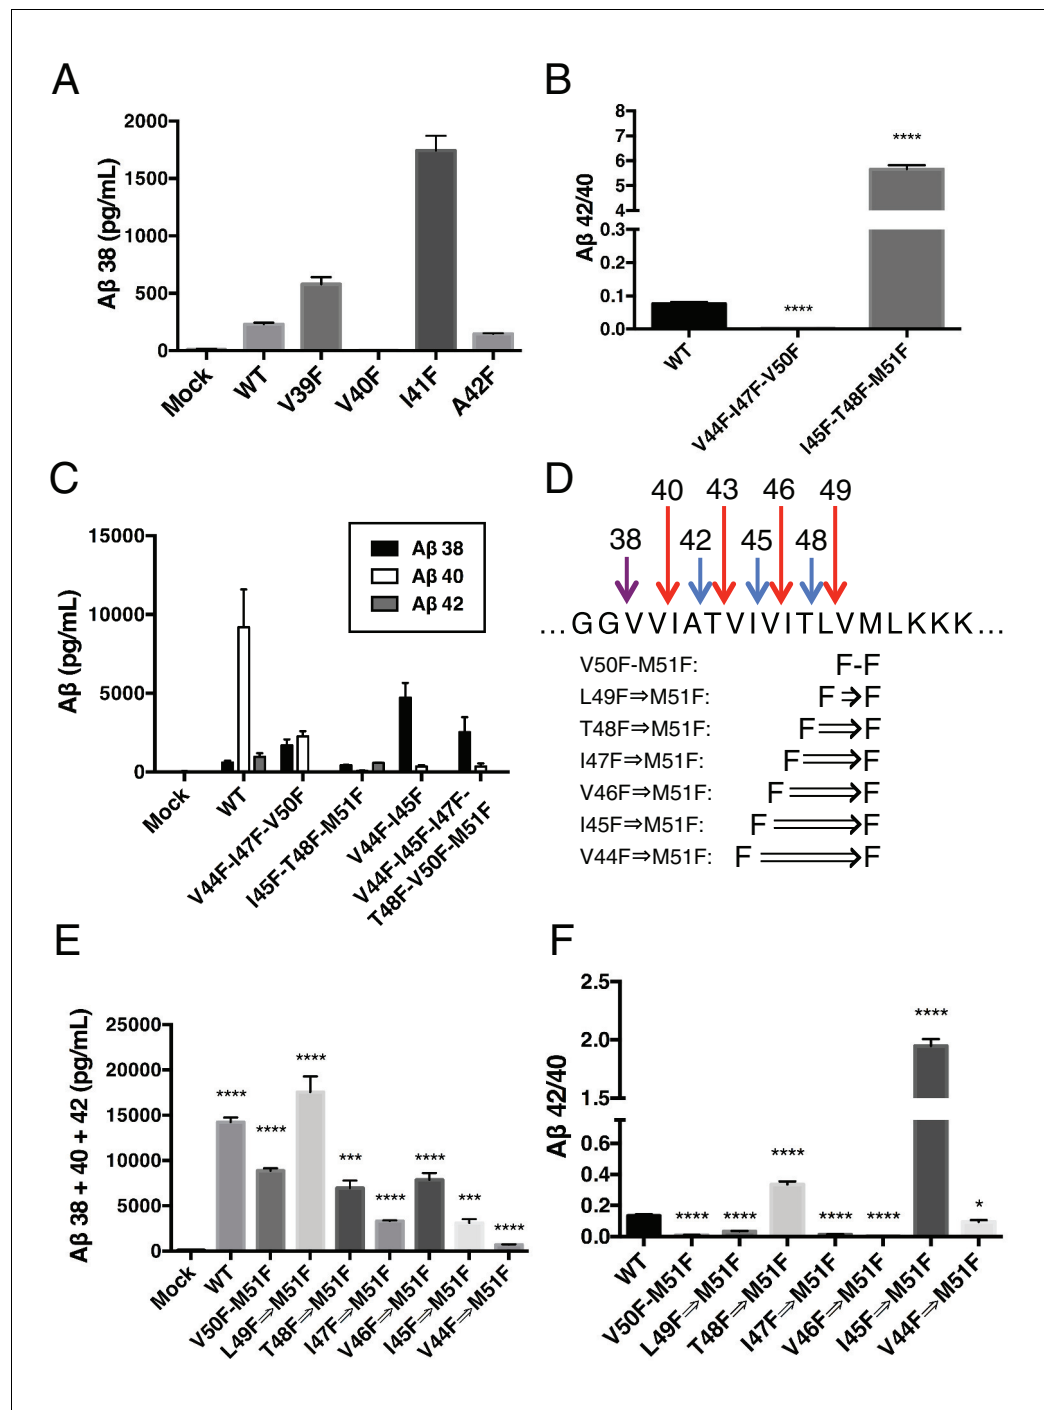 A
Aβ 38 (pg/mL)
2000
1500
1000
500
0
Mock
WT
V39F
V40F
I41F
A42F
B
Aβ 42/40
8
7
6
5
4
0.3
0.2
0.1
0.0
****
****
WT
V44F-I47F-V50F
I45F-T48F-M51F
C
Aβ (pg/mL)
15000
10000
5000
0
Aβ 38
Aβ 40
Aβ 42
Mock
WT
V44F-I47F-V50F
I45F-T48F-M51F
V44F-I45F
V44F-I45F-I47F-
T48F-V50F-M51F
D
40 43 46 49
38 42 45 48
...GGVVIATVIVITLVMLKKK...
V50F-M51F: F-F
L49F⇒M51F: F⇒F
T48F⇒M51F: F⇒F
I47F⇒M51F: F⇒F
V46F⇒M51F: F⇒F
I45F⇒M51F: F⇒F
V44F⇒M51F: F⇒F
E
Aβ 38 + 40 + 42 (pg/mL)
25000
20000
15000
10000
5000
0
****
****
****
***
****
****
***
****
Mock
WT
V50F-M51F
L49F⇒M51F
T48F⇒M51F
I47F⇒M51F
V46F⇒M51F
I45F⇒M51F
V44F⇒M51F
F
Aβ 42/40
2.5
2.0
1.5
0.6
0.4
0.2
0.0
****
****
****
****
****
****
*
WT
V50F-M51F
L49F⇒M51F
T48F⇒M51F
I47F⇒M51F
V46F⇒M51F
I45F⇒M51F
V44F⇒M51F